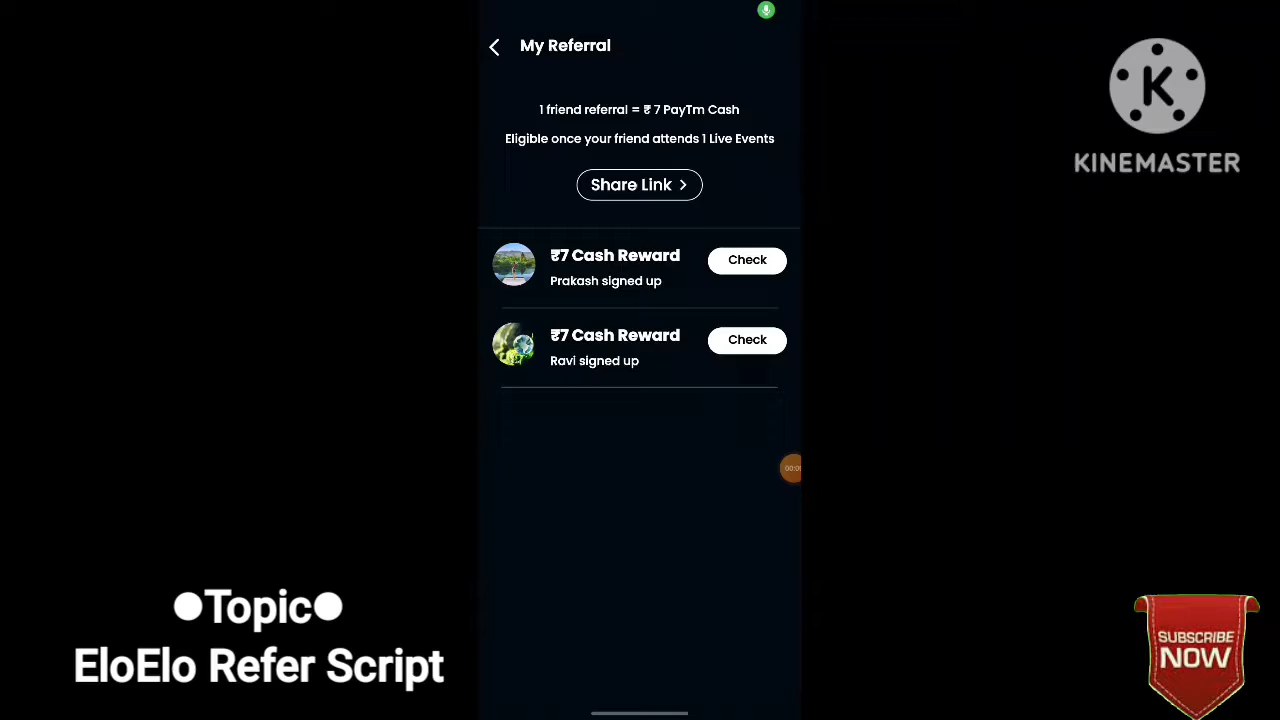 My Referral
1 friend referral = ₹ 7 PayTm Cash
Eligible once your friend attends 1 Live Events
Share Link >
₹7 Cash Reward
Check
Prakash signed up
₹7 Cash Reward
Check
Ravi signed up
K
KINEMASTER
●Topic●
EloElo Refer Script
SUBSCRIBE
NOW